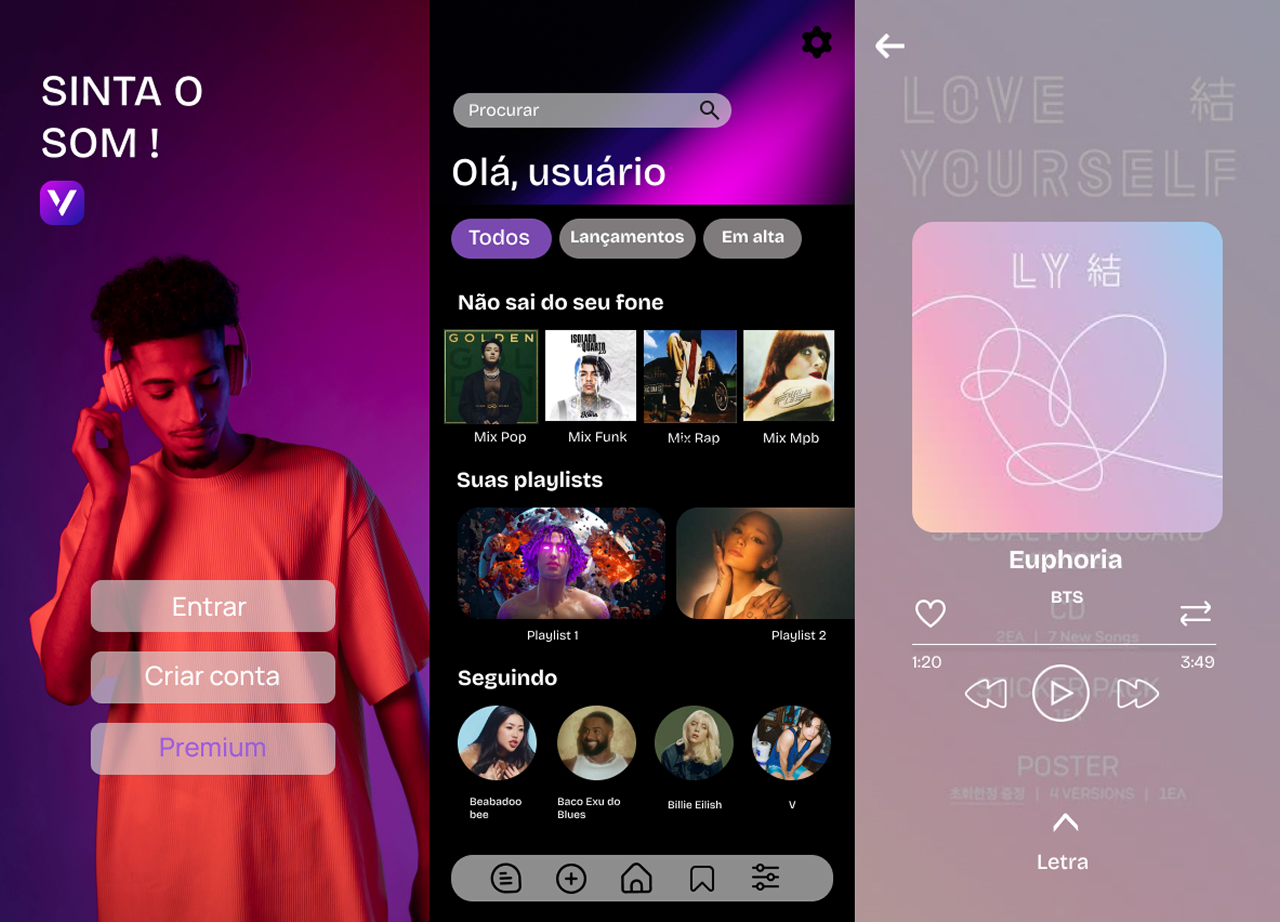 SINTA O
SOM !
Entrar
Criar conta
Premium
Procurar
Olá, usuário
Todos
Lançamentos
Em alta
Não sai do seu fone
GOLDEN
ISOLADO
QUARTO
Mix Pop
Mix Funk
Mix Rap
Mix Mpb
Suas playlists
Playlist 1
Playlist 2
Seguindo
Beabadoo
bee
Baco Exu do
Blues
Billie Eilish
V
LOVE 結
YOURSELF
LY 結
SPECIAL PHOTOCARD
Euphoria
BTS
CD
2EA | 7 New Songs
1:20
3:49
STICKER PACK
POSTER
초회한정 증정 | 4 VERSIONS | 1EA
Letra